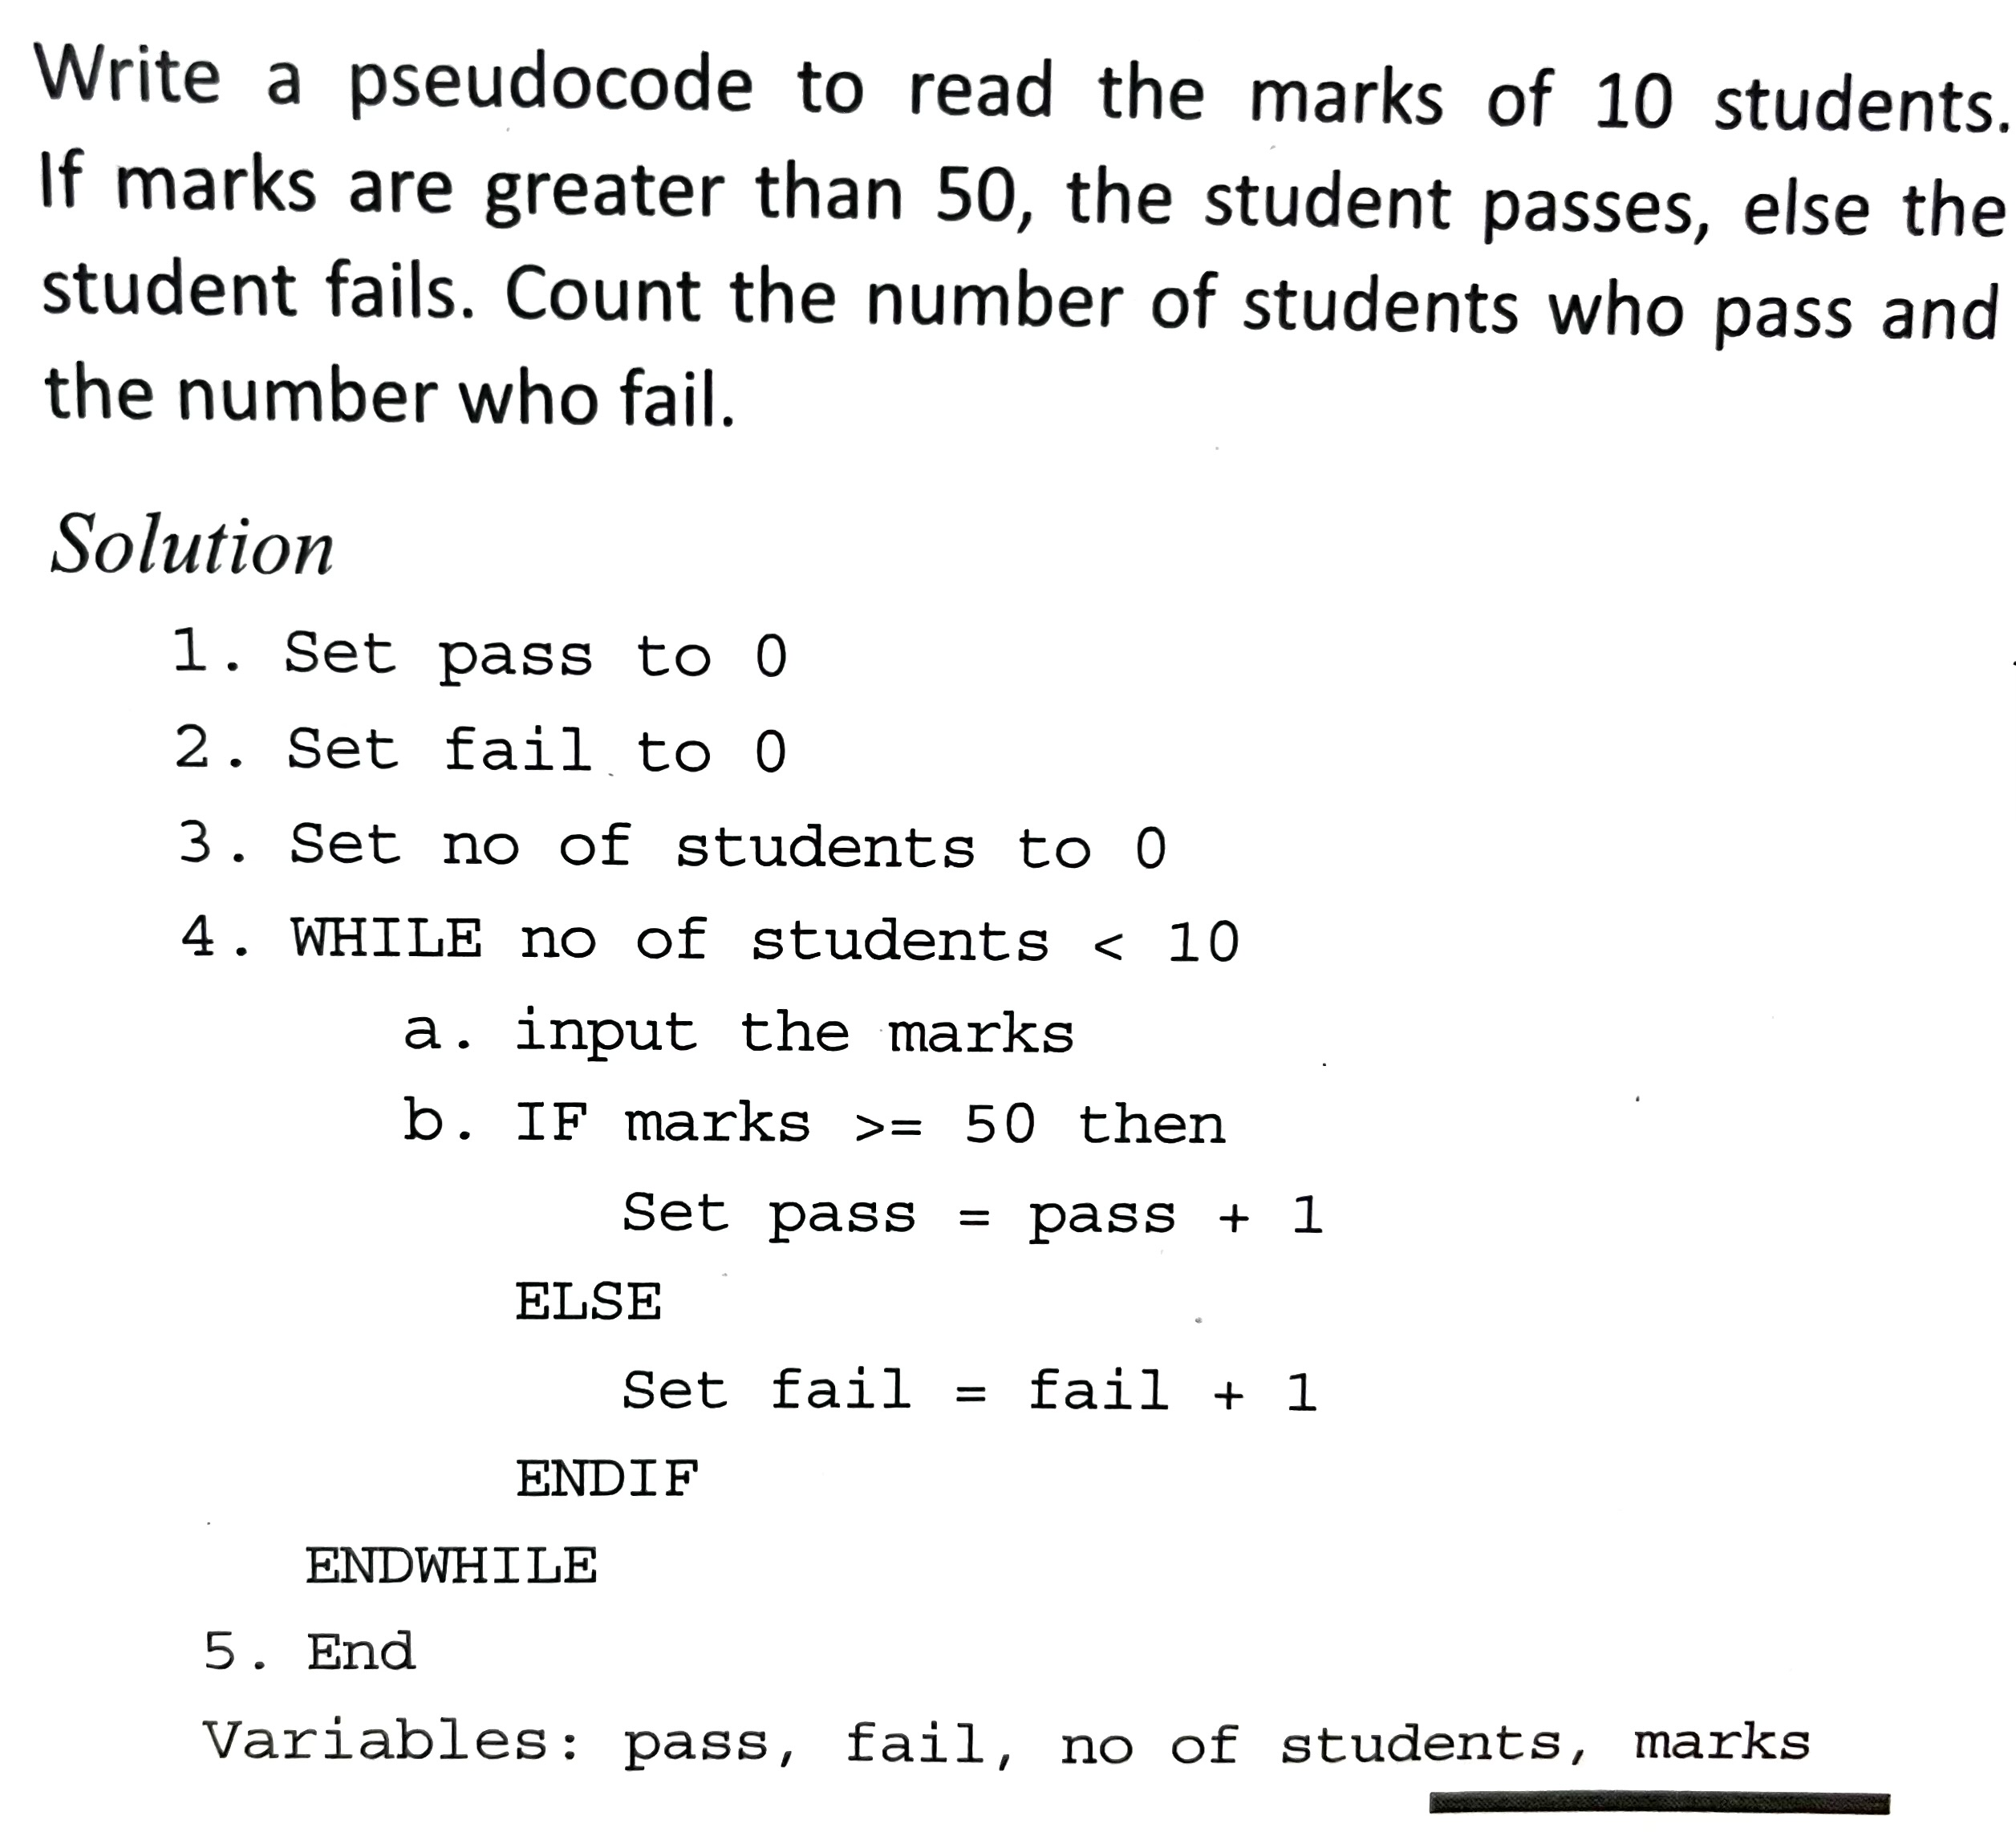 Write a pseudocode to read the marks of 10 students.
If marks are greater than 50, the student passes, else the
student fails. Count the number of students who pass and
the number who fail.
Solution
1. Set pass to 0
2. Set fail to 0
3. Set no of students to 0
4. WHILE no of students < 10
a. input the marks
b. IF marks >= 50 then
Set pass = pass + 1
ELSE
Set fail = fail + 1
ENDIF
ENDWHILE
5. End
Variables: pass, fail, no of students, marks